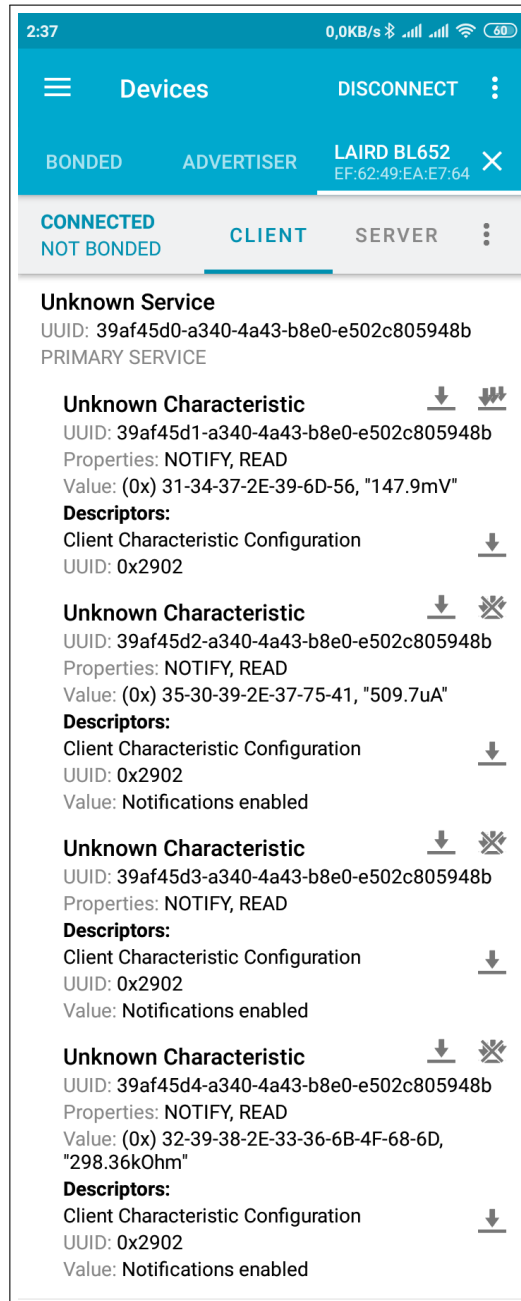 2:37 0,0KB/s 60
Devices DISCONNECT
BONDED ADVERTISER LAIRD BL652
EF:62:49:EA:E7:64
CONNECTED
NOT BONDED CLIENT SERVER
Unknown Service
UUID: 39af45d0-a340-4a43-b8e0-e502c805948b
PRIMARY SERVICE
Unknown Characteristic
UUID: 39af45d1-a340-4a43-b8e0-e502c805948b
Properties: NOTIFY, READ
Value: (0x) 31-34-37-2E-39-6D-56, "147.9mV"
Descriptors:
Client Characteristic Configuration
UUID: 0x2902
Unknown Characteristic
UUID: 39af45d2-a340-4a43-b8e0-e502c805948b
Properties: NOTIFY, READ
Value: (0x) 35-30-39-2E-37-75-41, "509.7uA"
Descriptors:
Client Characteristic Configuration
UUID: 0x2902
Value: Notifications enabled
Unknown Characteristic
UUID: 39af45d3-a340-4a43-b8e0-e502c805948b
Properties: NOTIFY, READ
Descriptors:
Client Characteristic Configuration
UUID: 0x2902
Value: Notifications enabled
Unknown Characteristic
UUID: 39af45d4-a340-4a43-b8e0-e502c805948b
Properties: NOTIFY, READ
Value: (0x) 32-39-38-2E-33-36-6B-4F-68-6D,
"298.36kOhm"
Descriptors:
Client Characteristic Configuration
UUID: 0x2902
Value: Notifications enabled